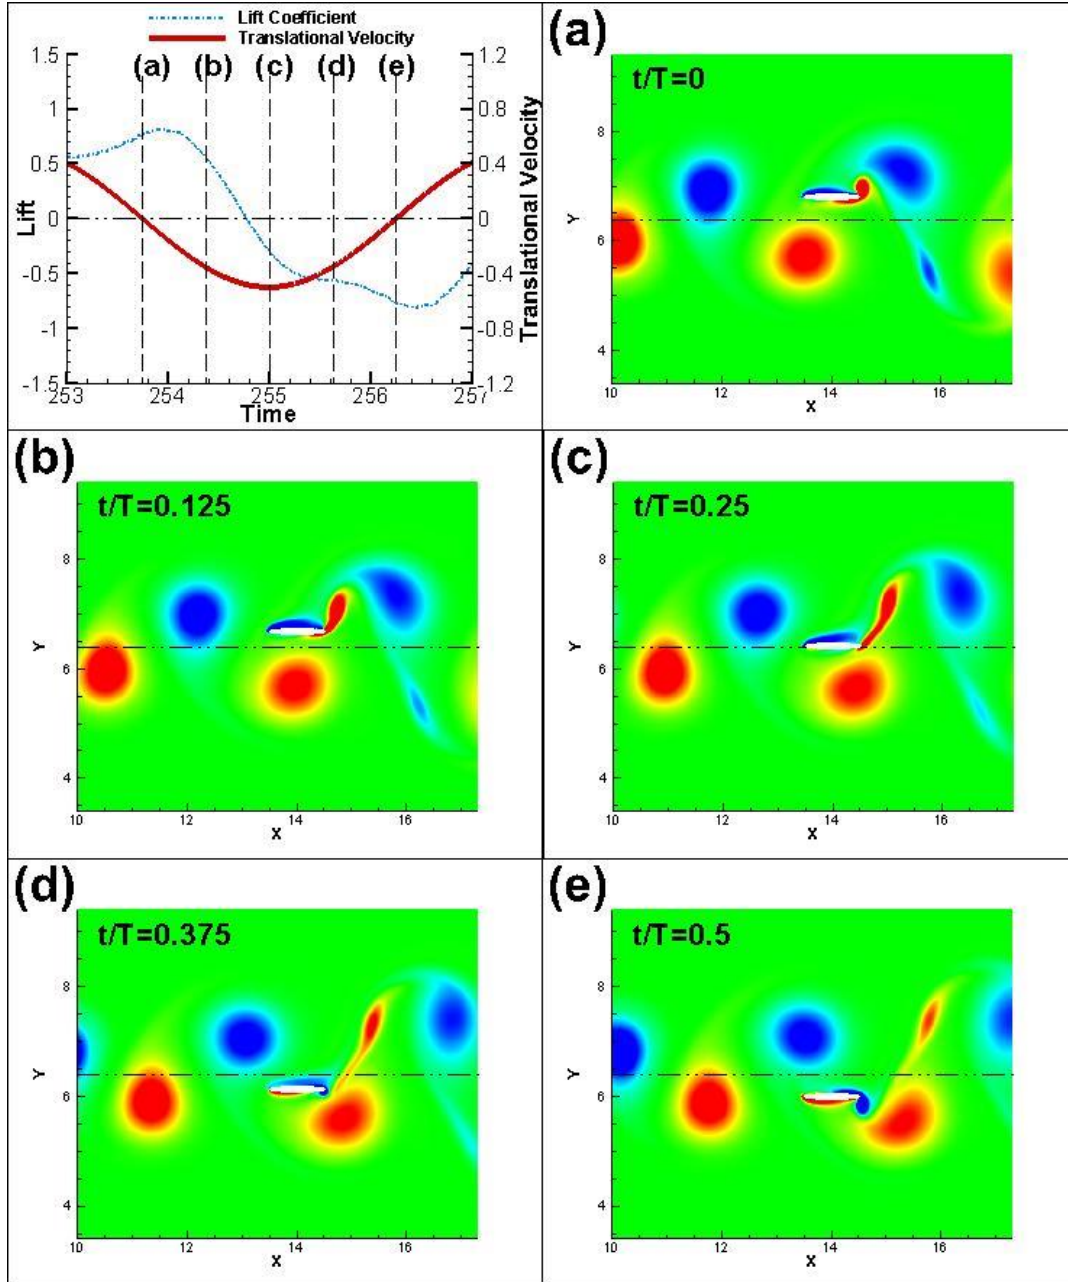 Lift Coefficient
Translational Velocity
(a) (b) (c) (d) (e)
1.5 1.2
1 0.8
0.5 0.4
0 0
-0.5 -0.4
-1 -0.8
-1.5 -1.2
253 254 255 256 257
Time
Lift
Translational Velocity
(a)
t/T=0
8
6
4
Y
10 12 14 16
X
(b)
t/T=0.125
8
6
4
Y
10 12 14 16
X
(c)
t/T=0.25
8
6
4
Y
10 12 14 16
X
(d)
t/T=0.375
8
6
4
Y
10 12 14 16
X
(e)
t/T=0.5
8
6
4
Y
10 12 14 16
X